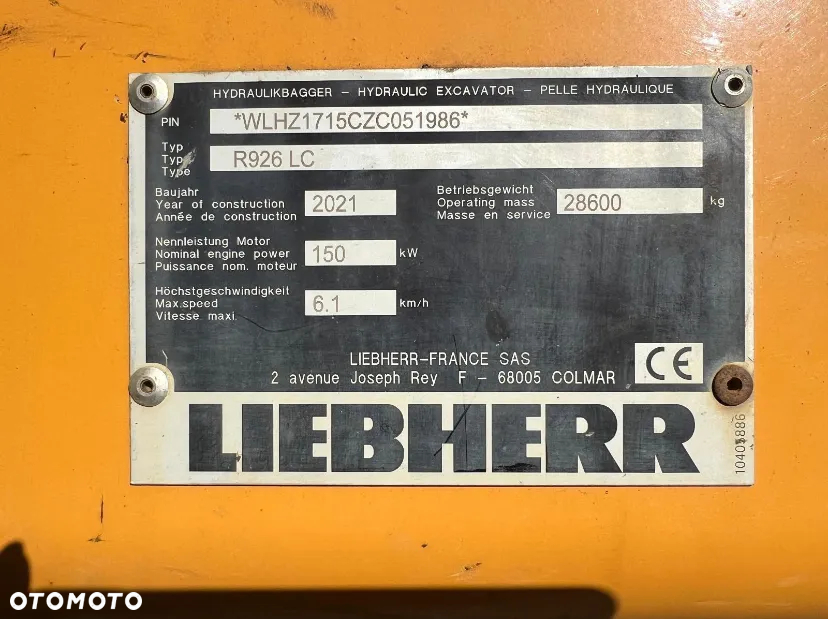 HYDRAULIKBAGGER – HYDRAULIC EXCAVATOR – PELLE HYDRAULIQUE
PIN *WLHZ1715CZC051986*
Typ
Type R926 LC
Type
Baujahr
Year of construction 2021
Année de construction
Betriebsgewicht
Operating mass 28600 kg
Masse en service
Nennleistung Motor
Nominal engine power 150 kW
Puissance nom. moteur
Höchstgeschwindigkeit
Max.speed 6.1 km/h
Vitesse maxi.
LIEBHERR–FRANCE SAS
2 avenue Joseph Rey F – 68005 COLMAR
CE
LIEBHERR
OTOMOTO